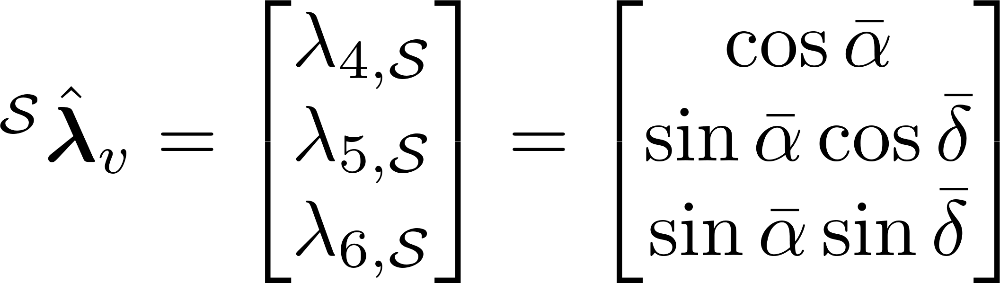 $^{\mathcal{S}}\hat{\boldsymbol{\lambda}}_v = \begin{bmatrix} \lambda_{4,\mathcal{S}} \\ \lambda_{5,\mathcal{S}} \\ \lambda_{6,\mathcal{S}} \end{bmatrix} = \begin{bmatrix} \cos \bar{\alpha} \\ \sin \bar{\alpha} \cos \bar{\delta} \\ \sin \bar{\alpha} \sin \bar{\delta} \end{bmatrix}$